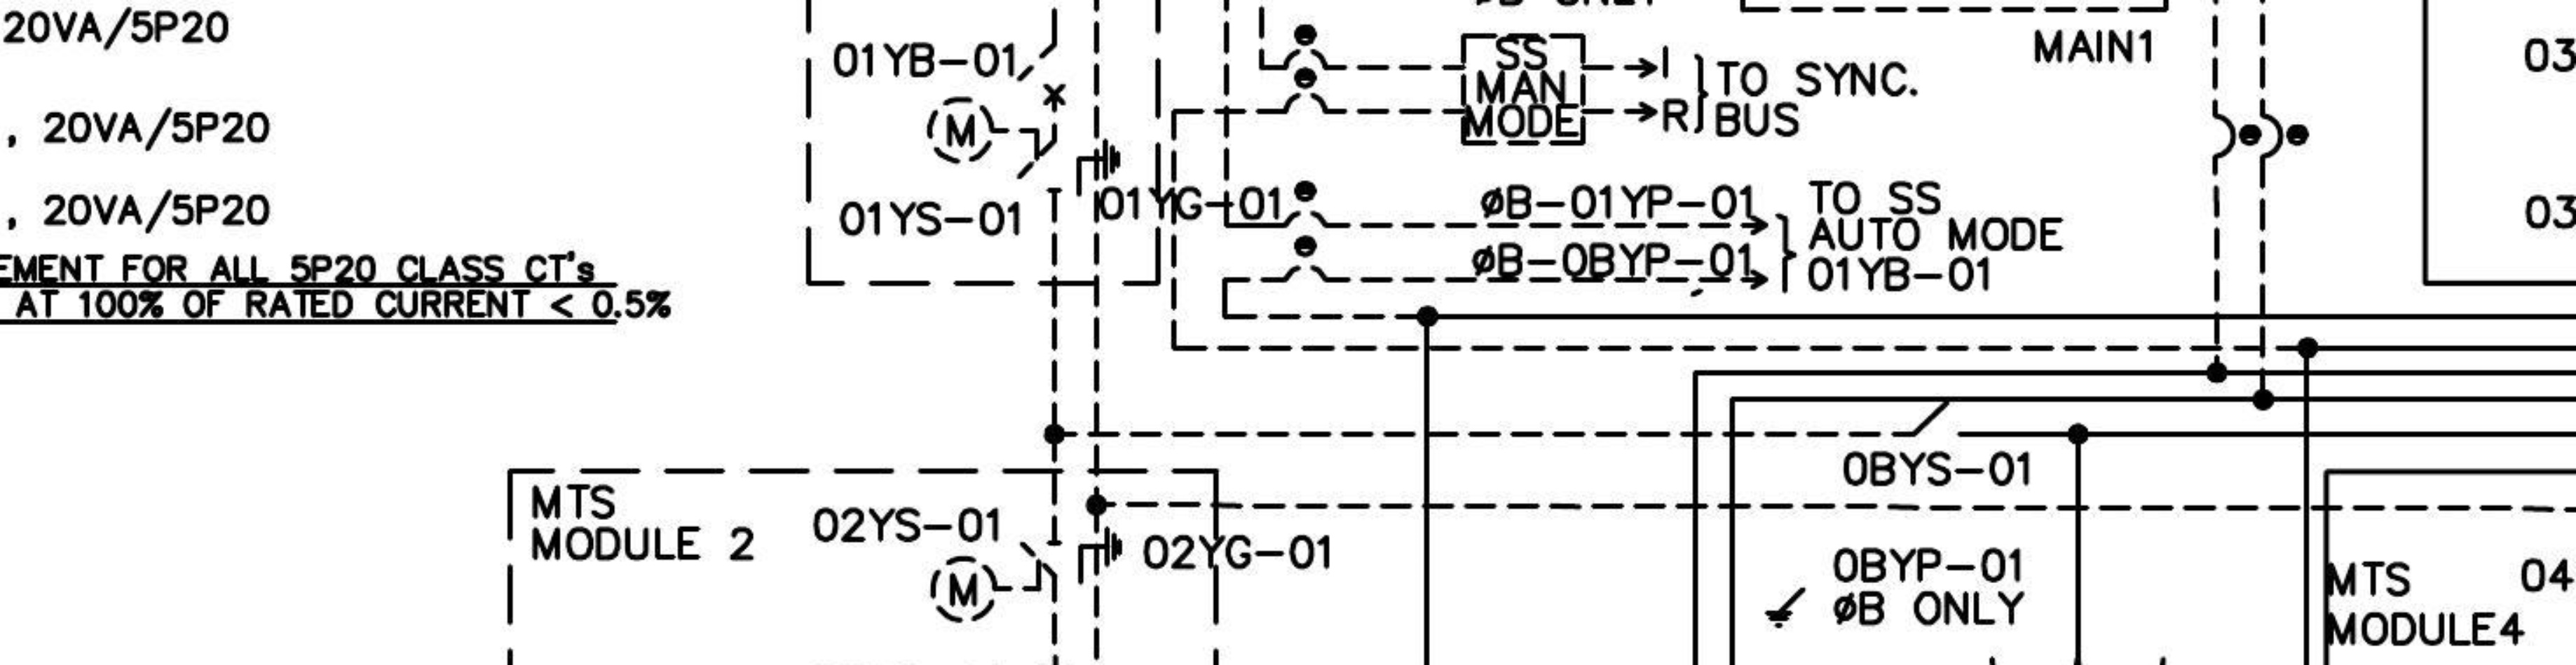 20VA/5P20
, 20VA/5P20
, 20VA/5P20
EMENT FOR ALL 5P20 CLASS CT's
AT 100% OF RATED CURRENT < 0.5%
01YB-01
M
01YS-01
01YG-01
SS
MAN
MODE
I
R
TO SYNC.
BUS
MAIN1
03
03
øB-01YP-01
øB-0BYP-01
TO SS
AUTO MODE
01YB-01
0BYS-01
MTS
MODULE 2
02YS-01
M
02YG-01
0BYP-01
øB ONLY
MTS
MODULE4
04